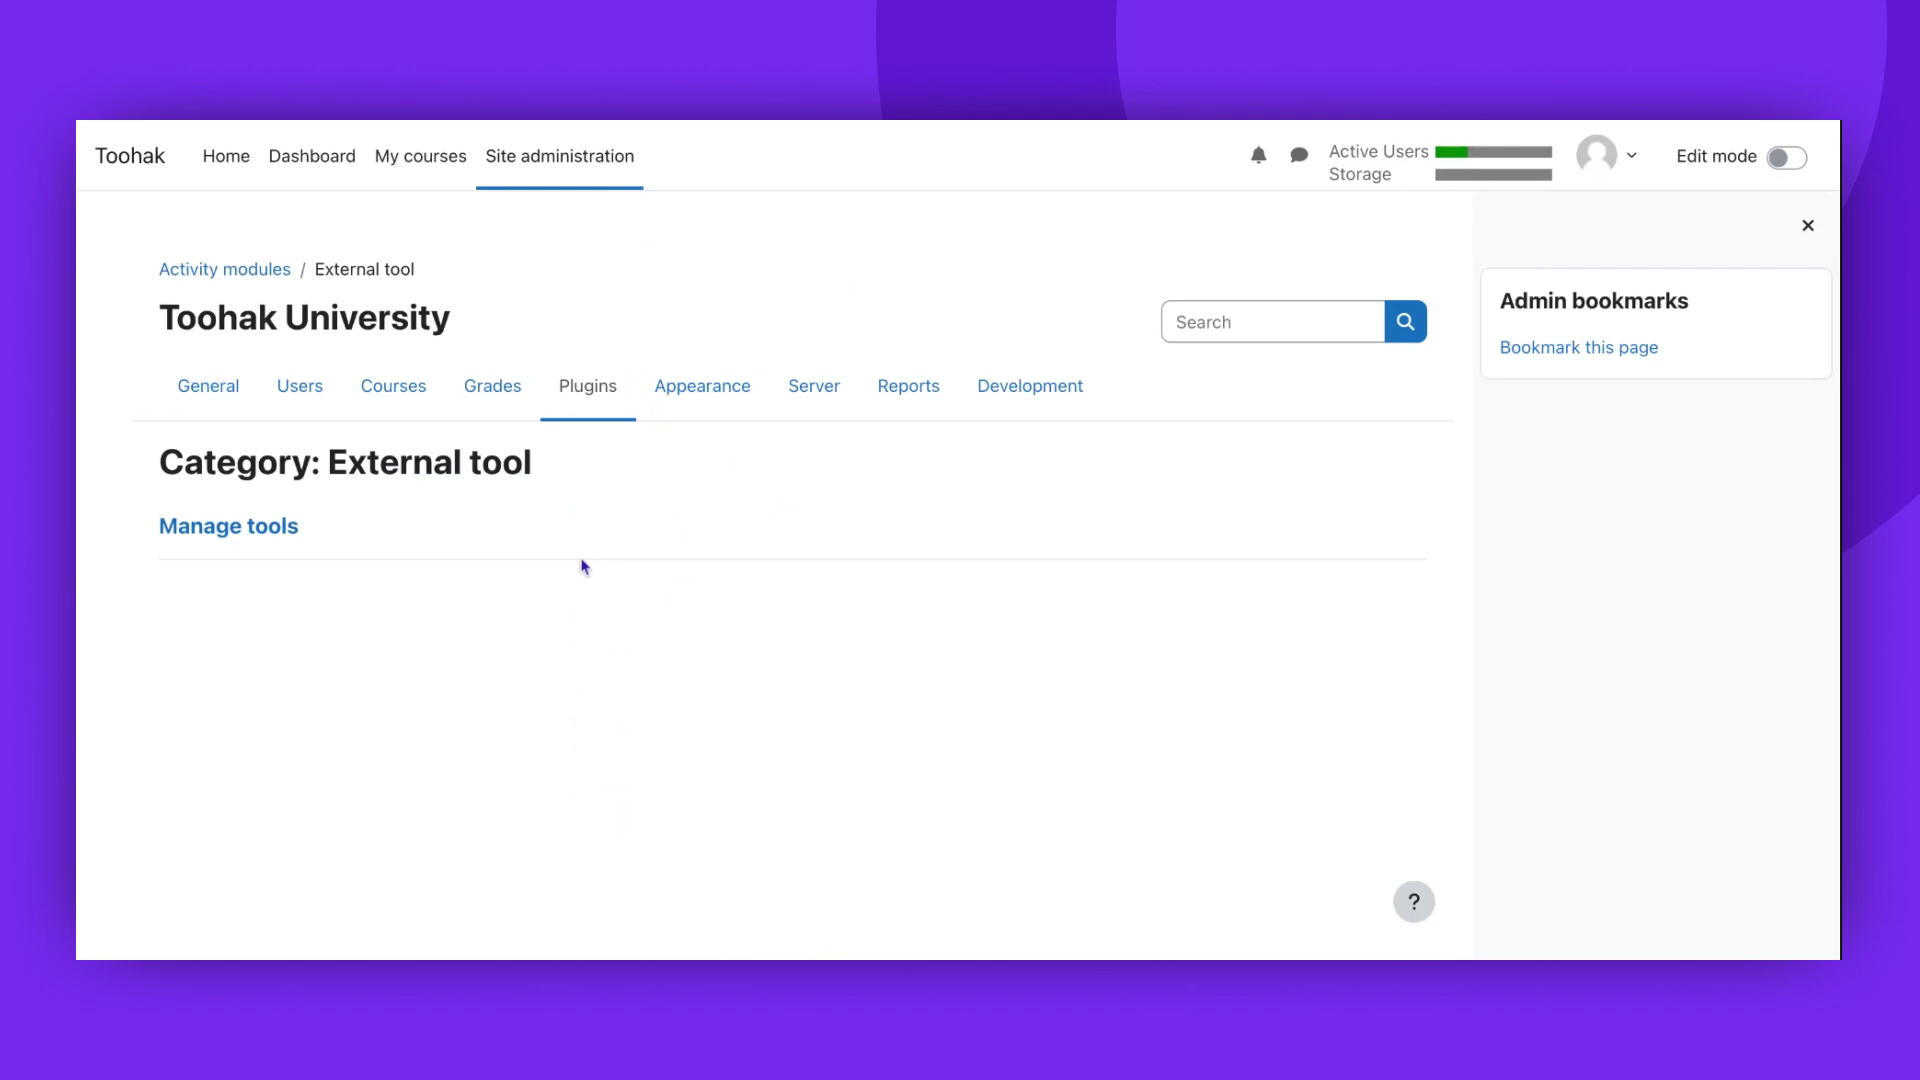 Toohak Home Dashboard My courses Site administration Active Users Edit mode
Storage
Activity modules / External tool
Toohak University
Search
General Users Courses Grades Plugins Appearance Server Reports Development
Category: External tool
Manage tools
Admin bookmarks
Bookmark this page
?